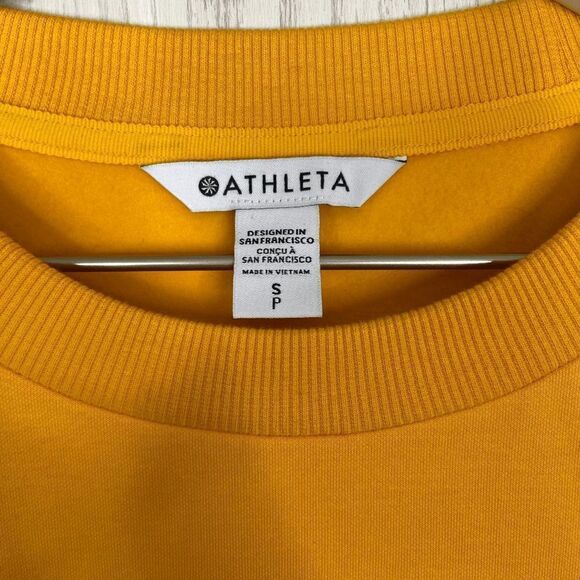 ATHLETA
DESIGNED IN
SAN FRANCISCO
CONÇU À
SAN FRANCISCO
MADE IN VIETNAM
S
P